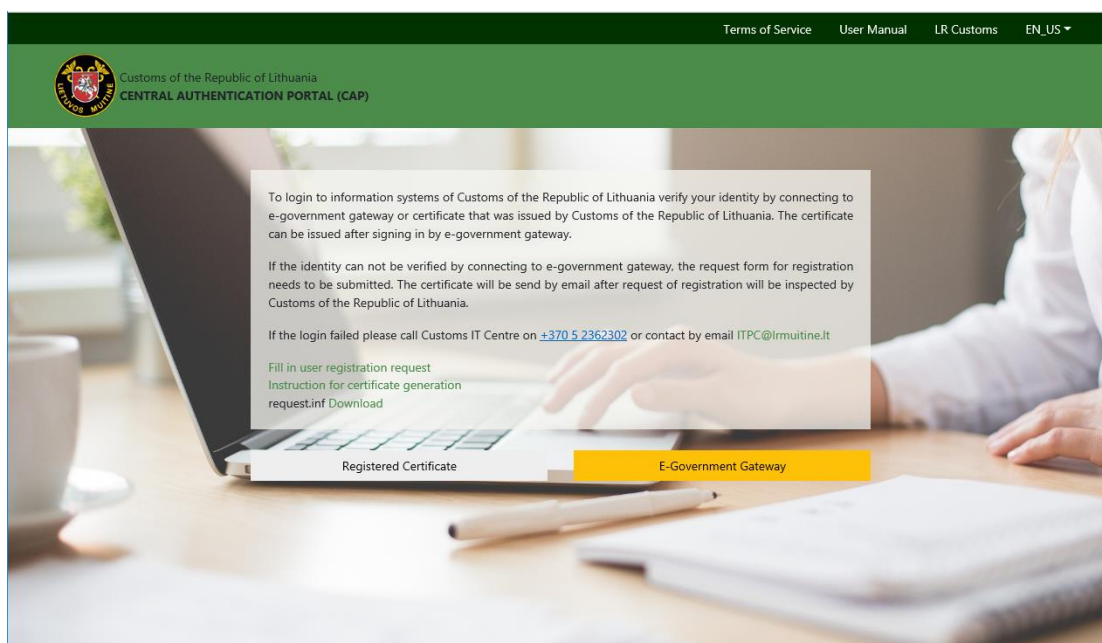 Terms of Service User Manual LR Customs EN_US
Customs of the Republic of Lithuania
CENTRAL AUTHENTICATION PORTAL (CAP)
LIETUVOS MUITINĖ
To login to information systems of Customs of the Republic of Lithuania verify your identity by connecting to
e-government gateway or certificate that was issued by Customs of the Republic of Lithuania. The certificate
can be issued after signing in by e-government gateway.
If the identity can not be verified by connecting to e-government gateway, the request form for registration
needs to be submitted. The certificate will be send by email after request of registration will be inspected by
Customs of the Republic of Lithuania.
If the login failed please call Customs IT Centre on +370 5 2362302 or contact by email ITPC@lrmuitine.lt
Fill in user registration request
Instruction for certificate generation
request.inf Download
Registered Certificate E-Government Gateway